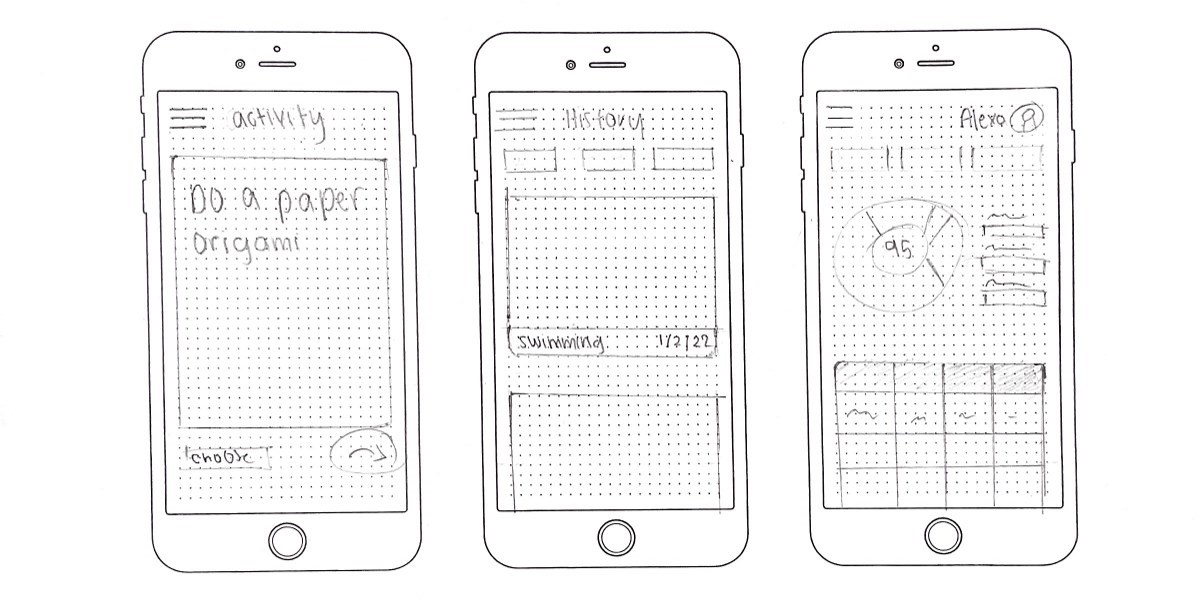 activity
Do a paper
origami
choose
History
swimming 1/2/22
Alexa
95